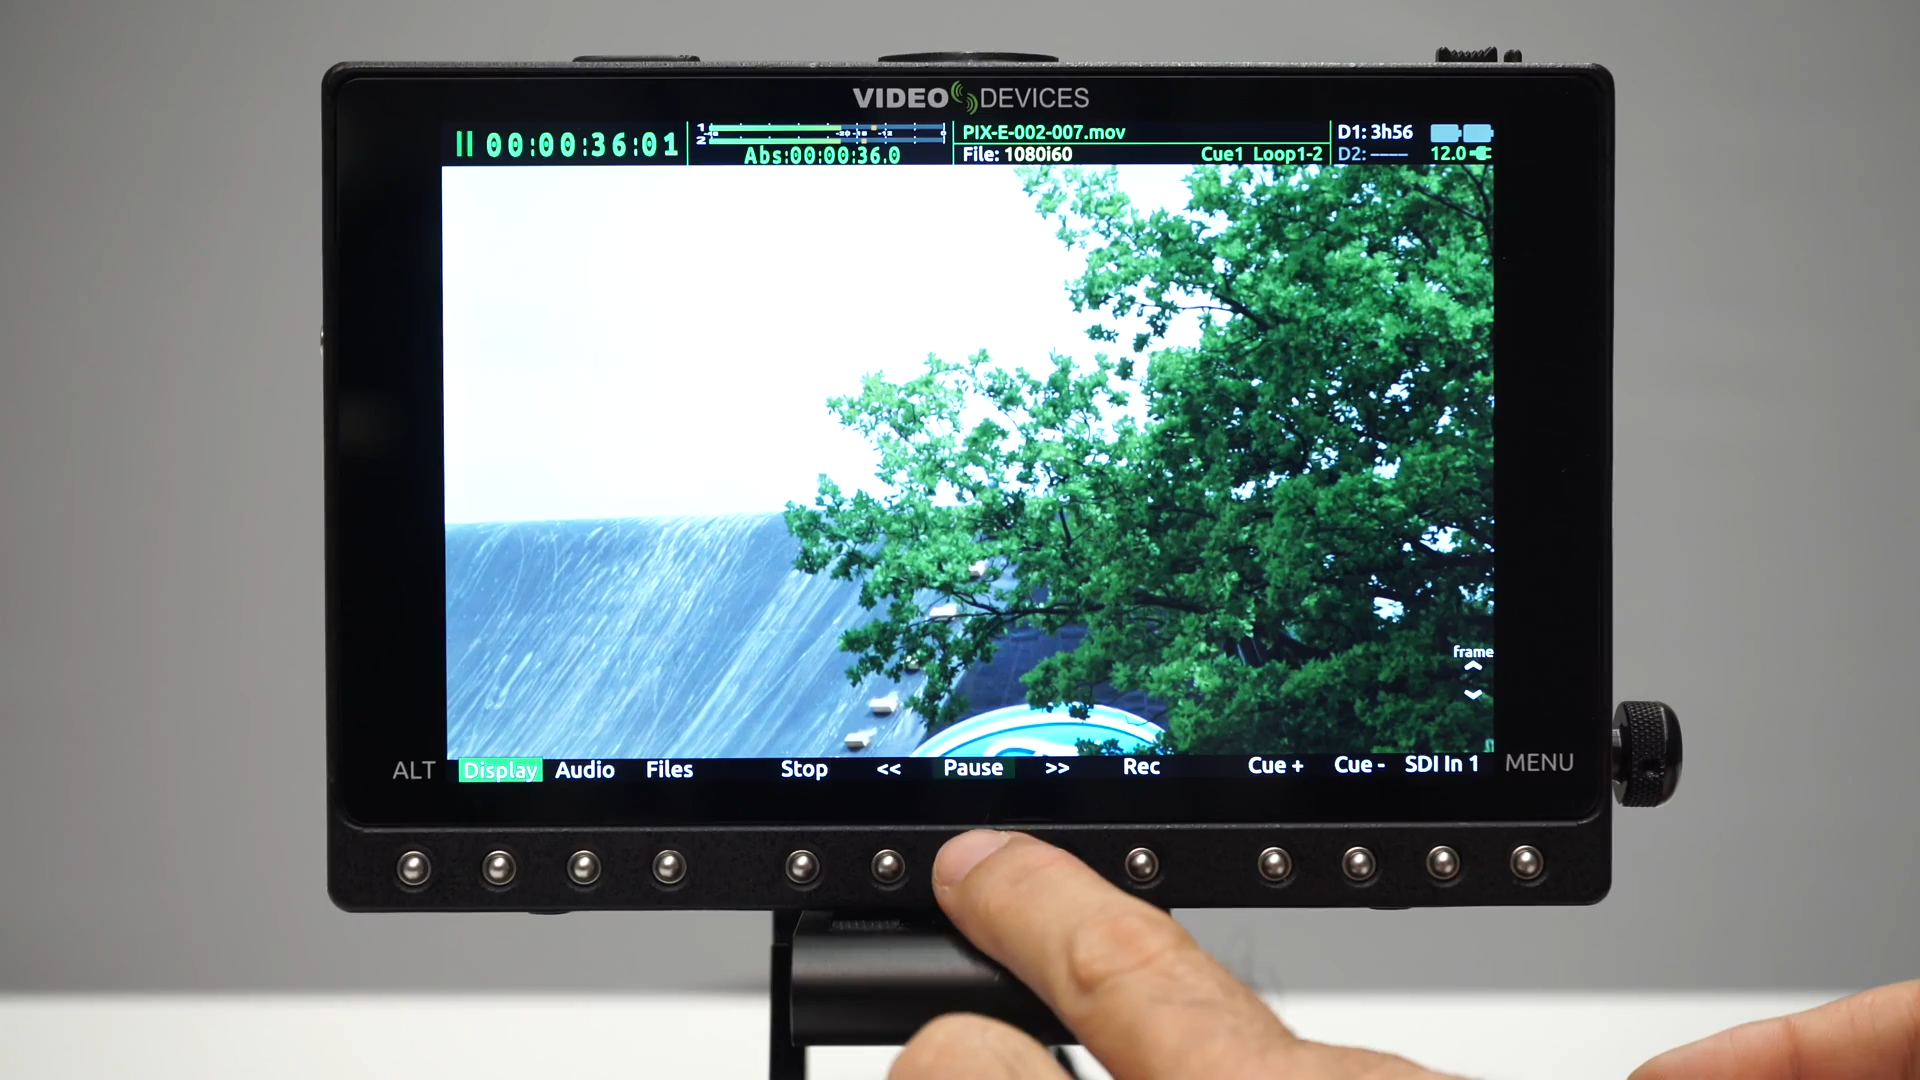 VIDEO DEVICES
00:00:36:01
1
2
Abs:00:00:36.0
PIX-E-002-007.mov
File: 1080i60
Cue1 Loop1-2
D1: 3h56
D2: ----
12.0
frame
ALT
Display Audio Files Stop << Pause >> Rec Cue + Cue - SDI In 1
MENU